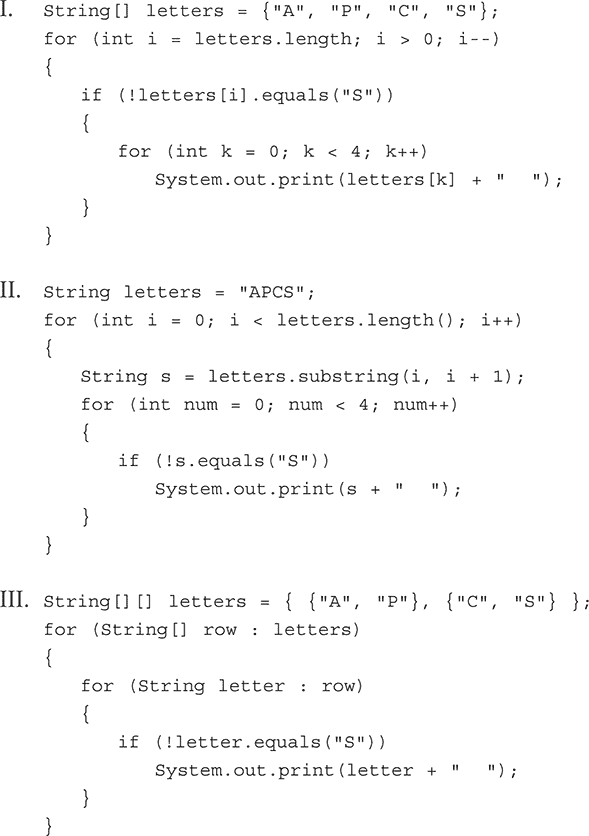 I. String[] letters = {"A", "P", "C", "S"};
for (int i = letters.length; i > 0; i--)
{
if (!letters[i].equals("S"))
{
for (int k = 0; k < 4; k++)
System.out.print(letters[k] + "  ");
}
}
II. String letters = "APCS";
for (int i = 0; i < letters.length(); i++)
{
String s = letters.substring(i, i + 1);
for (int num = 0; num < 4; num++)
{
if (!s.equals("S"))
System.out.print(s + "  ");
}
}
III. String[][] letters = { {"A", "P"}, {"C", "S"} };
for (String[] row : letters)
{
for (String letter : row)
{
if (!letter.equals("S"))
System.out.print(letter + "  ");
}
}